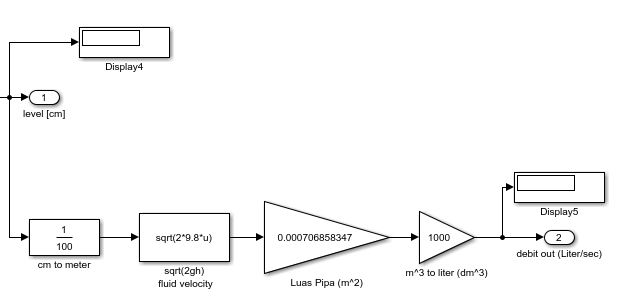 Display4
1
level [cm]
1
100
cm to meter
sqrt(2*9.8*u)
sqrt(2gh)
fluid velocity
0.000706858347
Luas Pipa (m^2)
1000
m^3 to liter (dm^3)
Display5
2
debit out (Liter/sec)